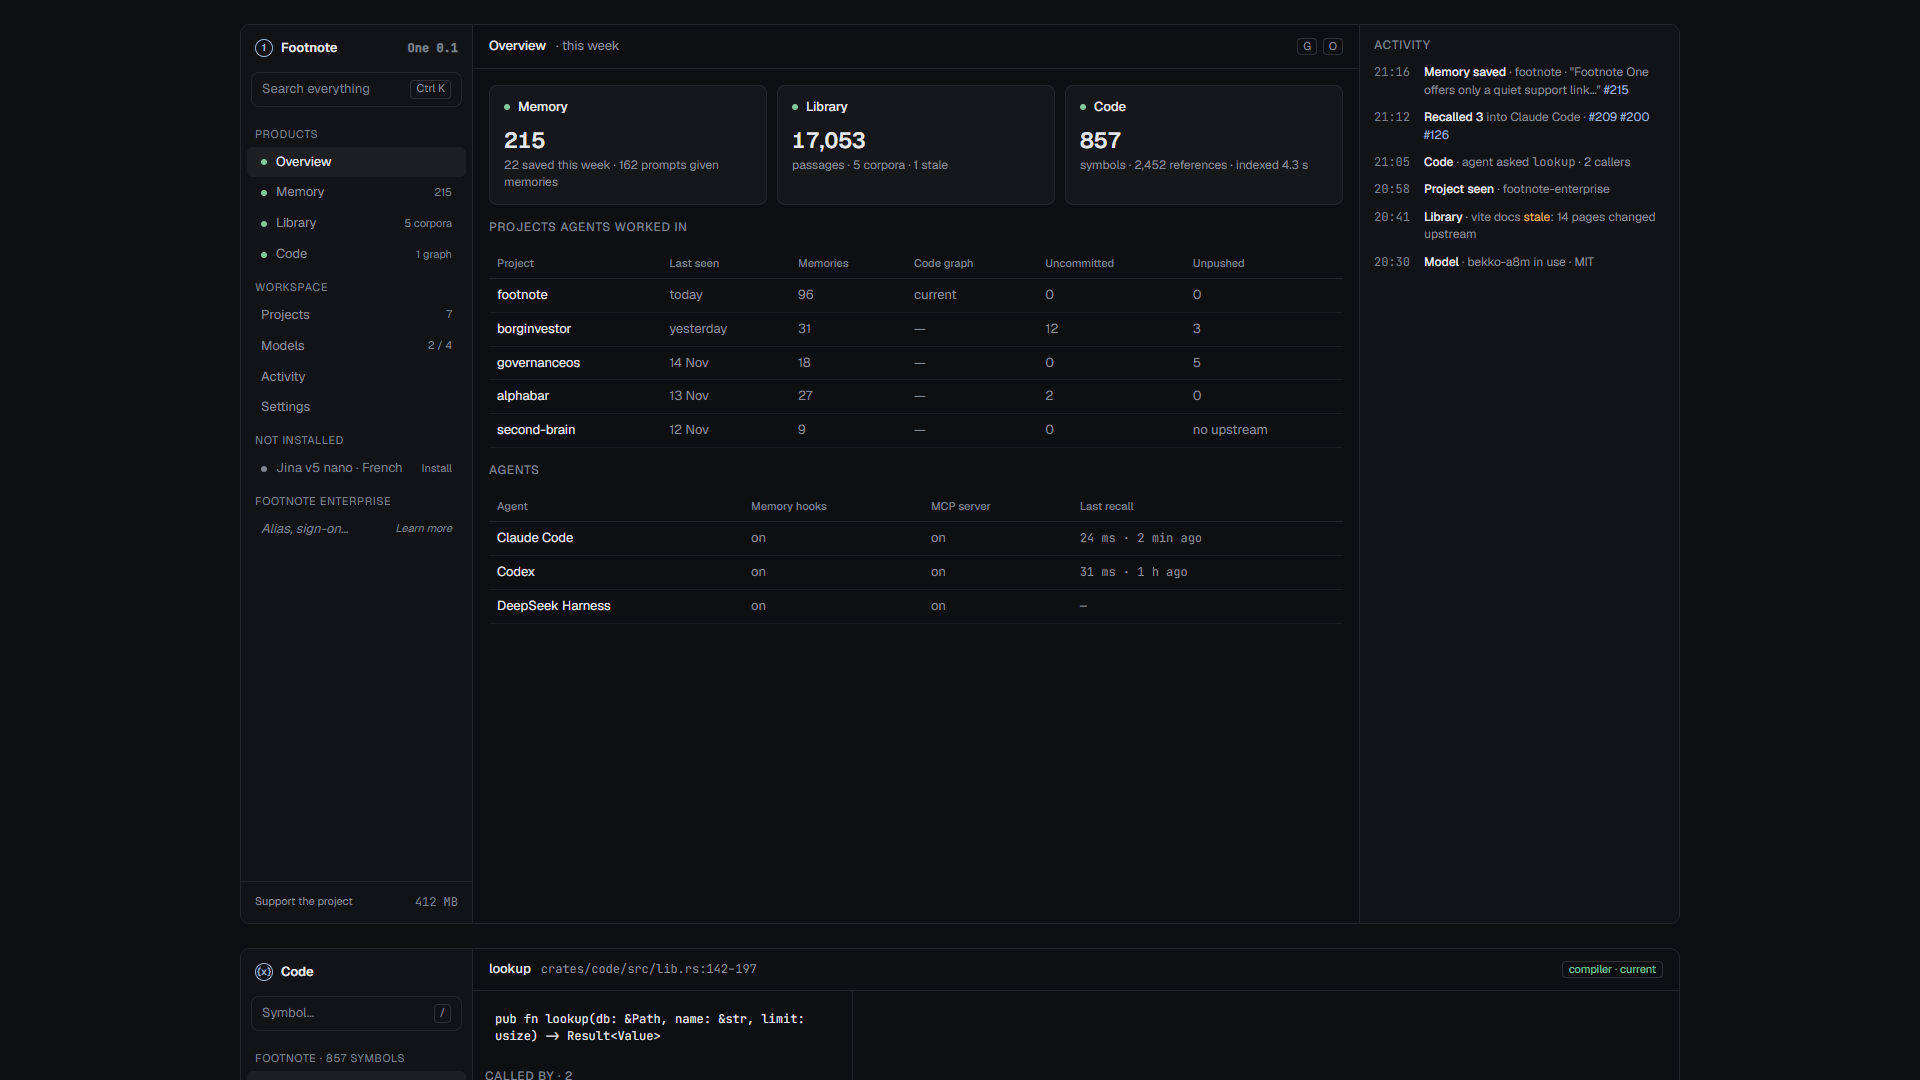 1 Footnote One 0.1
Search everything Ctrl K
PRODUCTS
Overview
Memory 215
Library 5 corpora
Code 1 graph
WORKSPACE
Projects 7
Models 2 / 4
Activity
Settings
NOT INSTALLED
Jina v5 nano · French Install
FOOTNOTE ENTERPRISE
Alias, sign-on... Learn more
Support the project 412 MB
Overview · this week G O
Memory
215
22 saved this week · 162 prompts given
memories
Library
17,053
passages · 5 corpora · 1 stale
Code
857
symbols · 2,452 references · indexed 4.3 s
PROJECTS AGENTS WORKED IN
Project Last seen Memories Code graph Uncommitted Unpushed
footnote today 96 current 0 0
borginvestor yesterday 31 — 12 3
governanceos 14 Nov 18 — 0 5
alphabar 13 Nov 27 — 2 0
second-brain 12 Nov 9 — 0 no upstream
AGENTS
Agent Memory hooks MCP server Last recall
Claude Code on on 24 ms · 2 min ago
Codex on on 31 ms · 1 h ago
DeepSeek Harness on on —
ACTIVITY
21:16 Memory saved · footnote · "Footnote One
offers only a quiet support link..." #215
21:12 Recalled 3 into Claude Code · #209 #200
#126
21:05 Code · agent asked lookup · 2 callers
20:58 Project seen · footnote-enterprise
20:41 Library · vite docs stale: 14 pages changed
upstream
20:30 Model · bekko-a8m in use · MIT
{x} Code
Symbol... /
FOOTNOTE · 857 SYMBOLS
lookup crates/code/src/lib.rs:142–197 compiler · current
pub fn lookup(db: &Path, name: &str, limit:
usize) -> Result<Value>
CALLED BY · 2